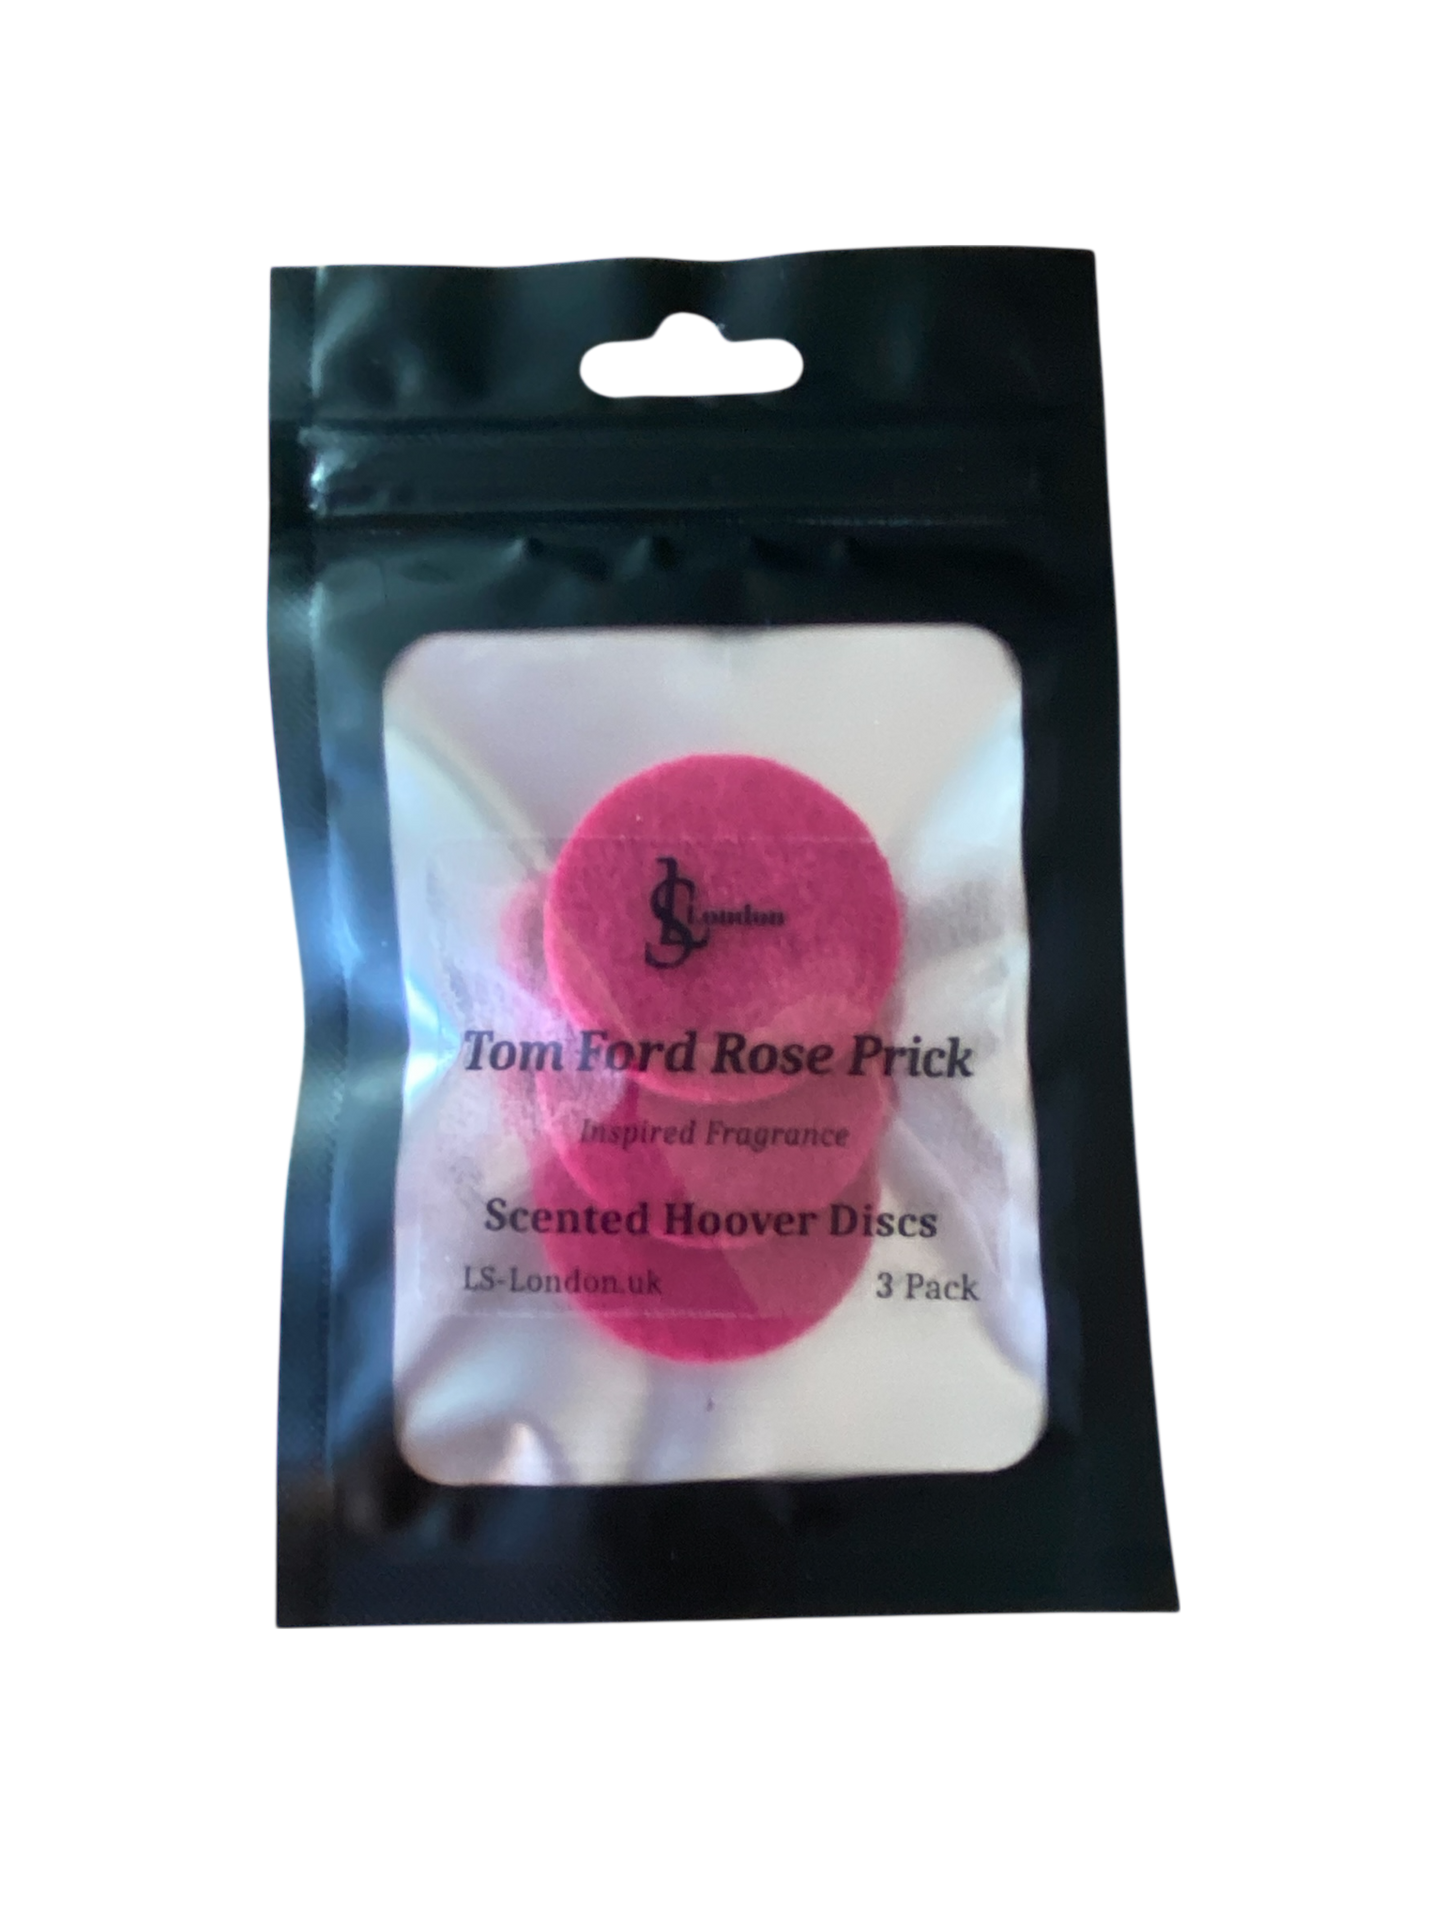 LS London
Tom Ford Rose Prick
Inspired Fragrance
Scented Hoover Discs
LS-London.uk 3 Pack